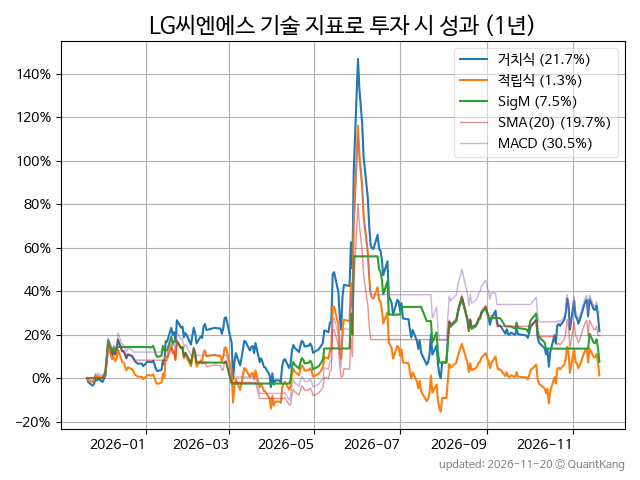 LG씨엔에스 기술 지표로 투자 시 성과 (1년)
거치식 (21.7%)
적립식 (1.3%)
SigM (7.5%)
SMA(20) (19.7%)
MACD (30.5%)
140%
120%
100%
80%
60%
40%
20%
0%
−20%
2026-01 2026-03 2026-05 2026-07 2026-09 2026-11
updated: 2026-11-20 © QuantKang